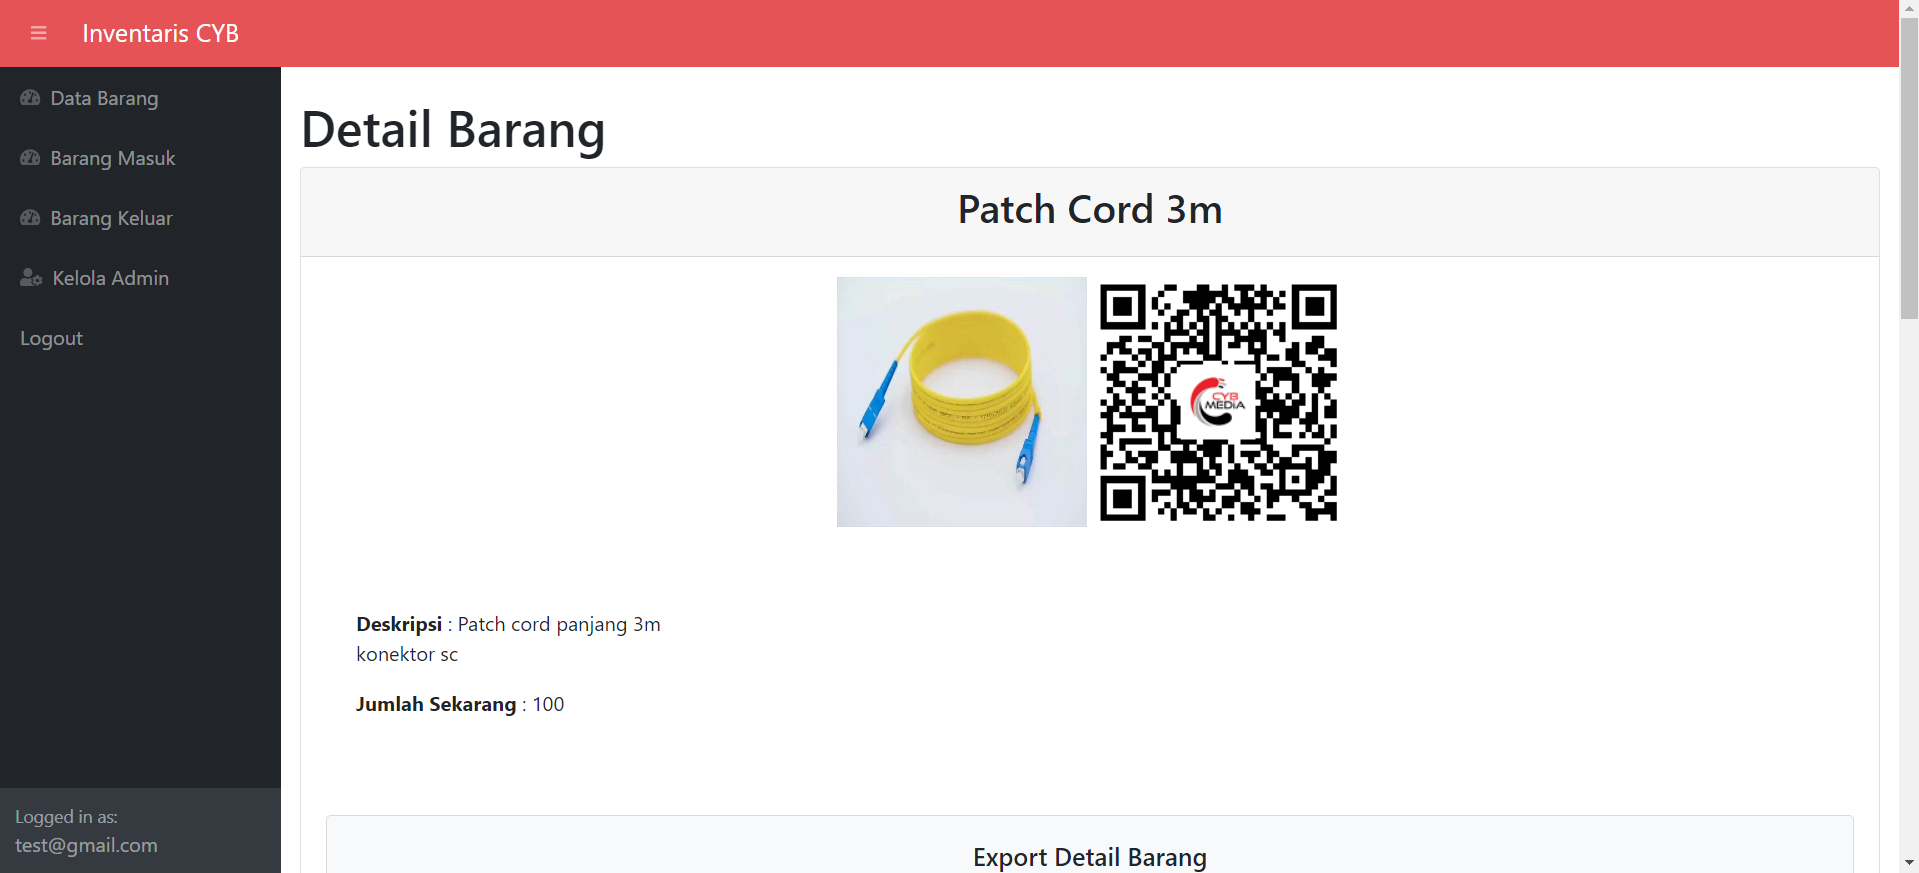 Inventaris CYB
Data Barang
Barang Masuk
Barang Keluar
Kelola Admin
Logout
Logged in as:
test@gmail.com
Detail Barang
Patch Cord 3m
CYB
MEDIA
Deskripsi : Patch cord panjang 3m
konektor sc
Jumlah Sekarang : 100
Export Detail Barang